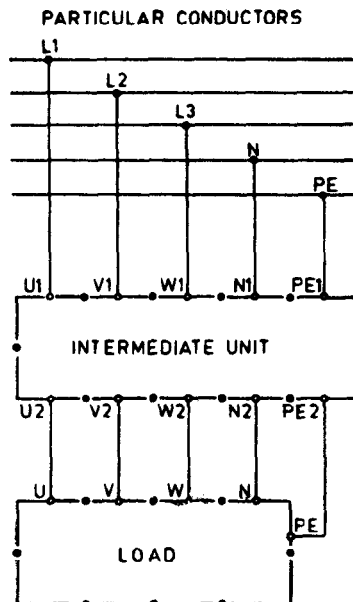 PARTICULAR CONDUCTORS
L1
L2
L3
N
PE
U1 V1 W1 N1 PE1
INTERMEDIATE UNIT
U2 V2 W2 N2 PE2
U V W N
PE
LOAD